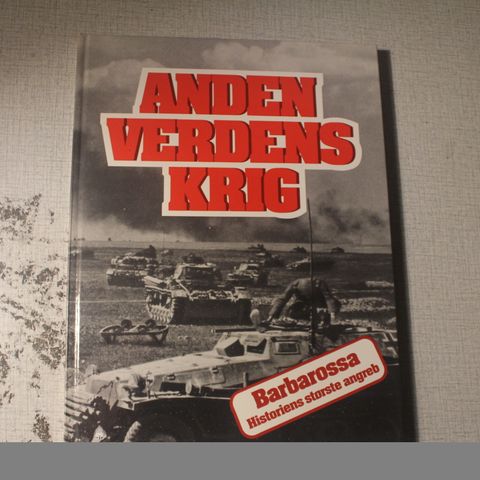 ANDEN
VERDENS
KRIG
Barbarossa
Historiens største angreb